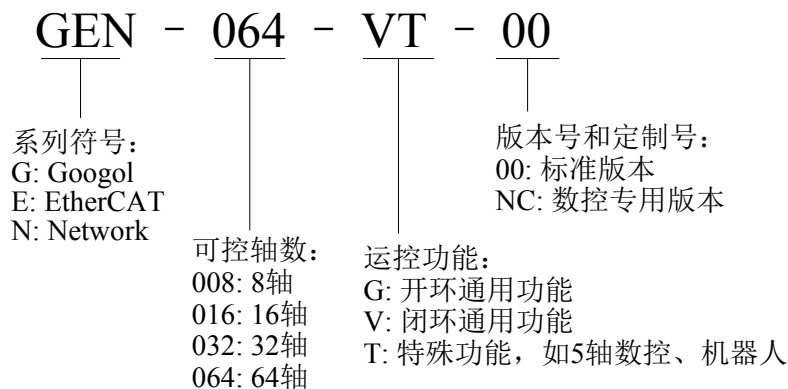 GEN - 064 - VT - 00
系列符号：
G: Googol
E: EtherCAT
N: Network
可控轴数：
008: 8轴
016: 16轴
032: 32轴
064: 64轴
运控功能：
G: 开环通用功能
V: 闭环通用功能
T: 特殊功能，如5轴数控、机器人
版本号和定制号：
00: 标准版本
NC: 数控专用版本